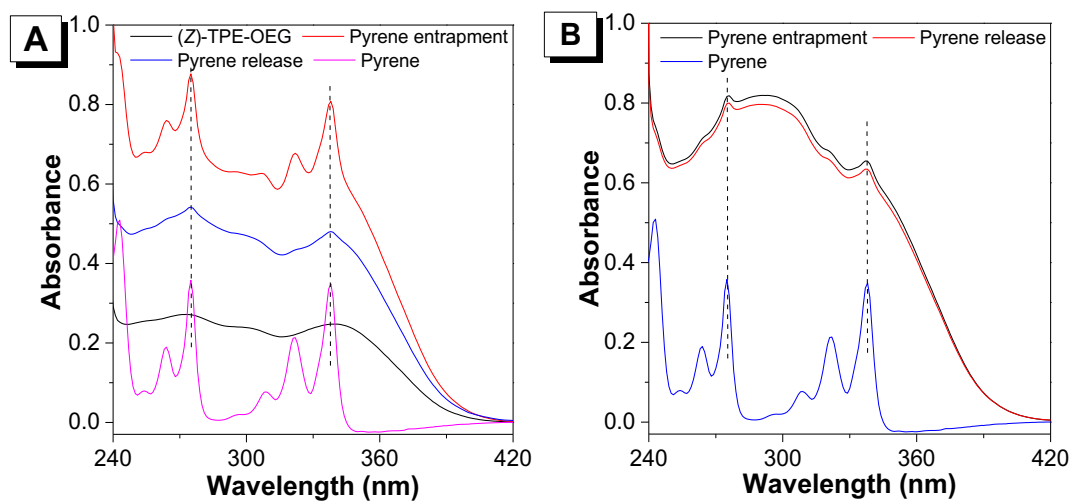 A
(Z)-TPE-OEG Pyrene entrapment
Pyrene release Pyrene
1.0
0.8
0.6
0.4
0.2
0.0
Absorbance
240 300 360 420
Wavelength (nm)
B
Pyrene entrapment Pyrene release
Pyrene
1.0
0.8
0.6
0.4
0.2
0.0
Absorbance
240 300 360 420
Wavelength (nm)